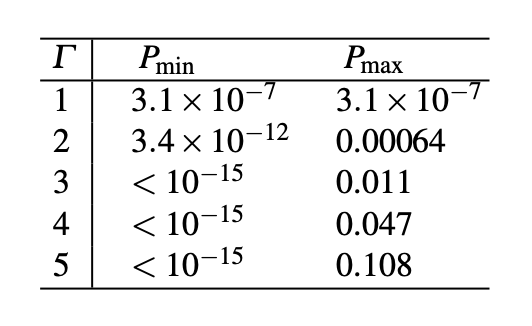 Γ P_min P_max
1 3.1 × 10⁻⁷ 3.1 × 10⁻⁷
2 3.4 × 10⁻¹² 0.00064
3 < 10⁻¹⁵ 0.011
4 < 10⁻¹⁵ 0.047
5 < 10⁻¹⁵ 0.108